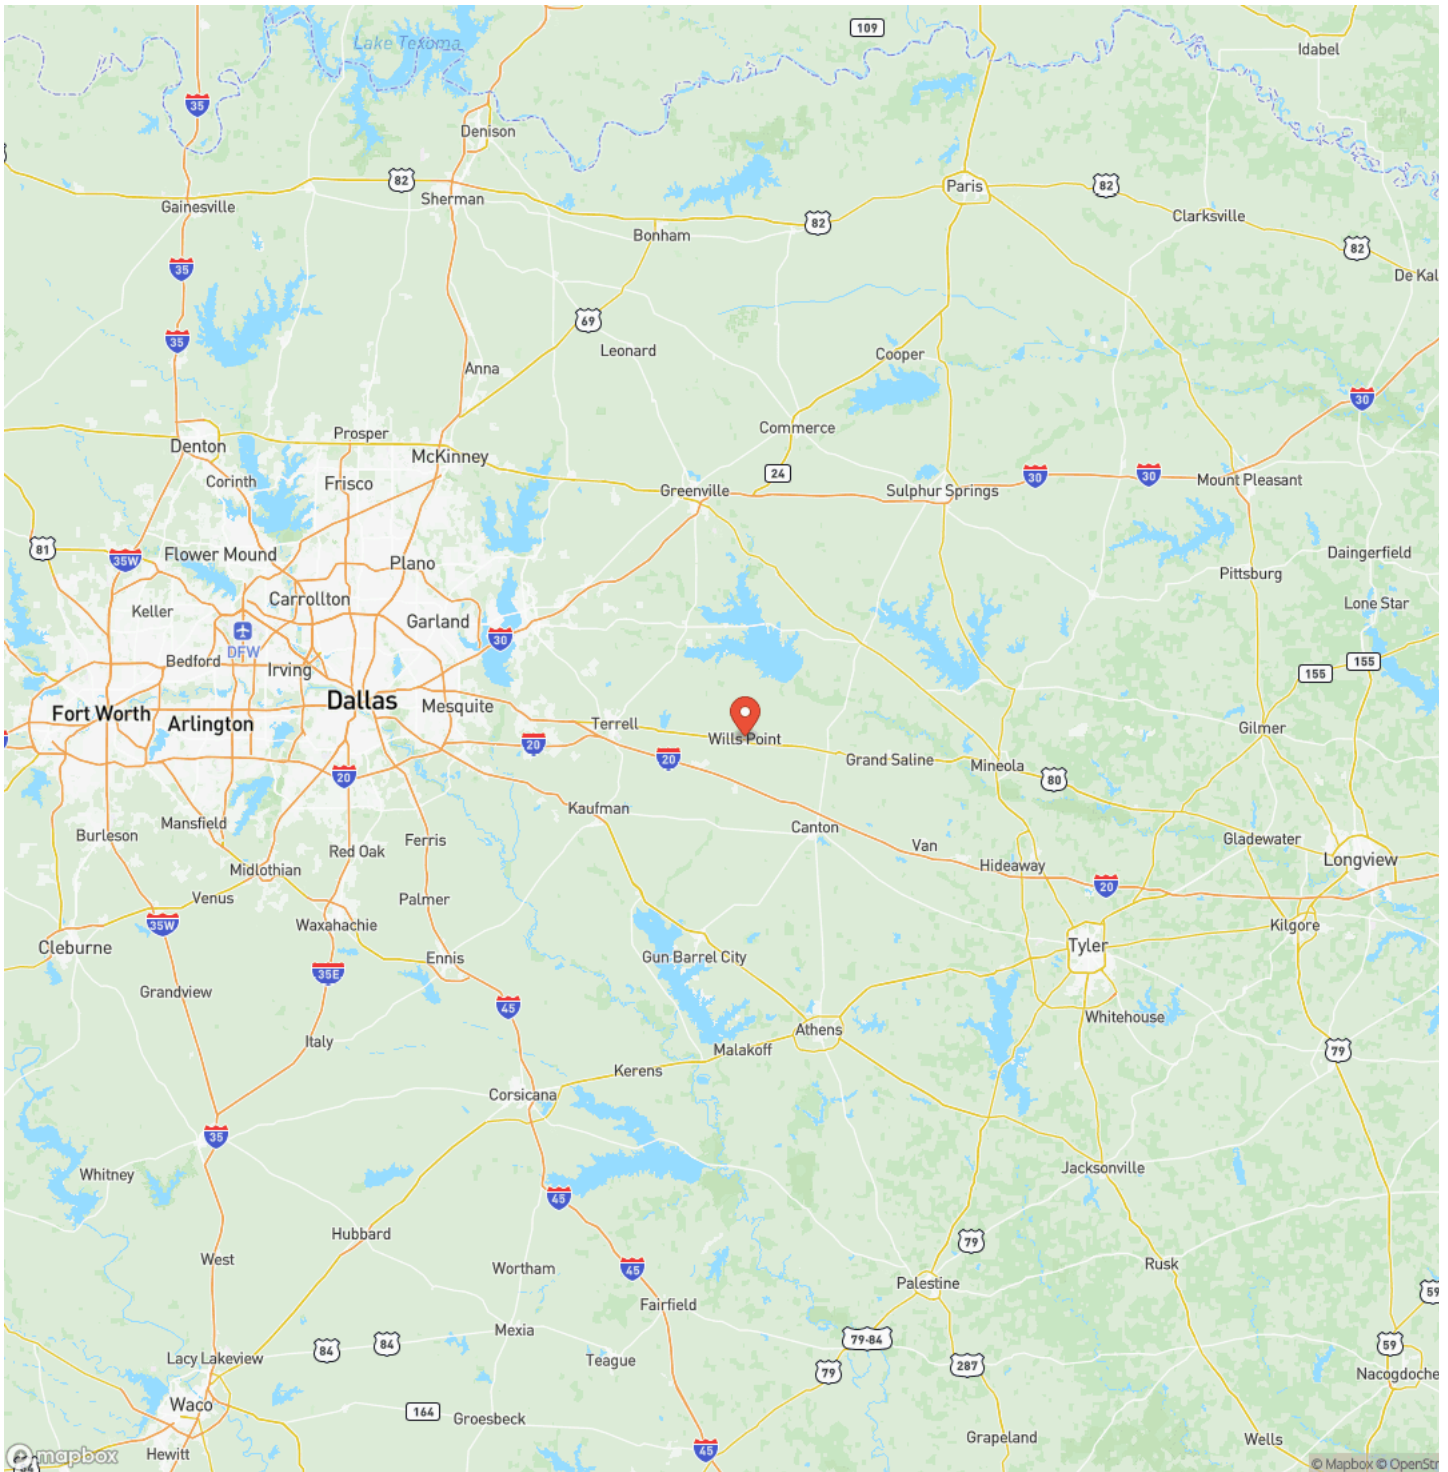 109
Idabel
Lake Texoma
35
Denison
82
Sherman
Paris
82
Gainesville
Clarksville
82
Bonham
82
35
De Kal
69
35
Leonard
Cooper
Anna
30
Commerce
Prosper
Denton
McKinney
24
Corinth
Frisco
Greenville
Sulphur Springs
30
30
Mount Pleasant
81
35W
Flower Mound
Plano
Daingerfield
Pittsburg
Keller
Carrollton
Garland
Lone Star
DFW
30
Bedford
Irving
155
155
Dallas
Mesquite
Fort Worth
Arlington
Terrell
Wills Point
Gilmer
20
20
Grand Saline
Mineola
80
20
Kaufman
Mansfield
Burleson
Canton
Ferris
Red Oak
Van
Gladewater
Longview
Midlothian
Hideaway
20
Venus
Palmer
35W
Waxahachie
Kilgore
Cleburne
Tyler
Ennis
Gun Barrel City
35E
Grandview
45
Whitehouse
Italy
Athens
Malakoff
79
Kerens
Corsicana
35
Whitney
Jacksonville
45
Hubbard
79
West
Wortham
45
Rusk
Palestine
59
Fairfield
Mexia
79-84
59
84
84
Lacy Lakeview
Teague
79
287
Nacogdoche
Waco
164
Groesbeck
Grapeland
Wells
Hewitt
45
mapbox
© Mapbox © OpenStr